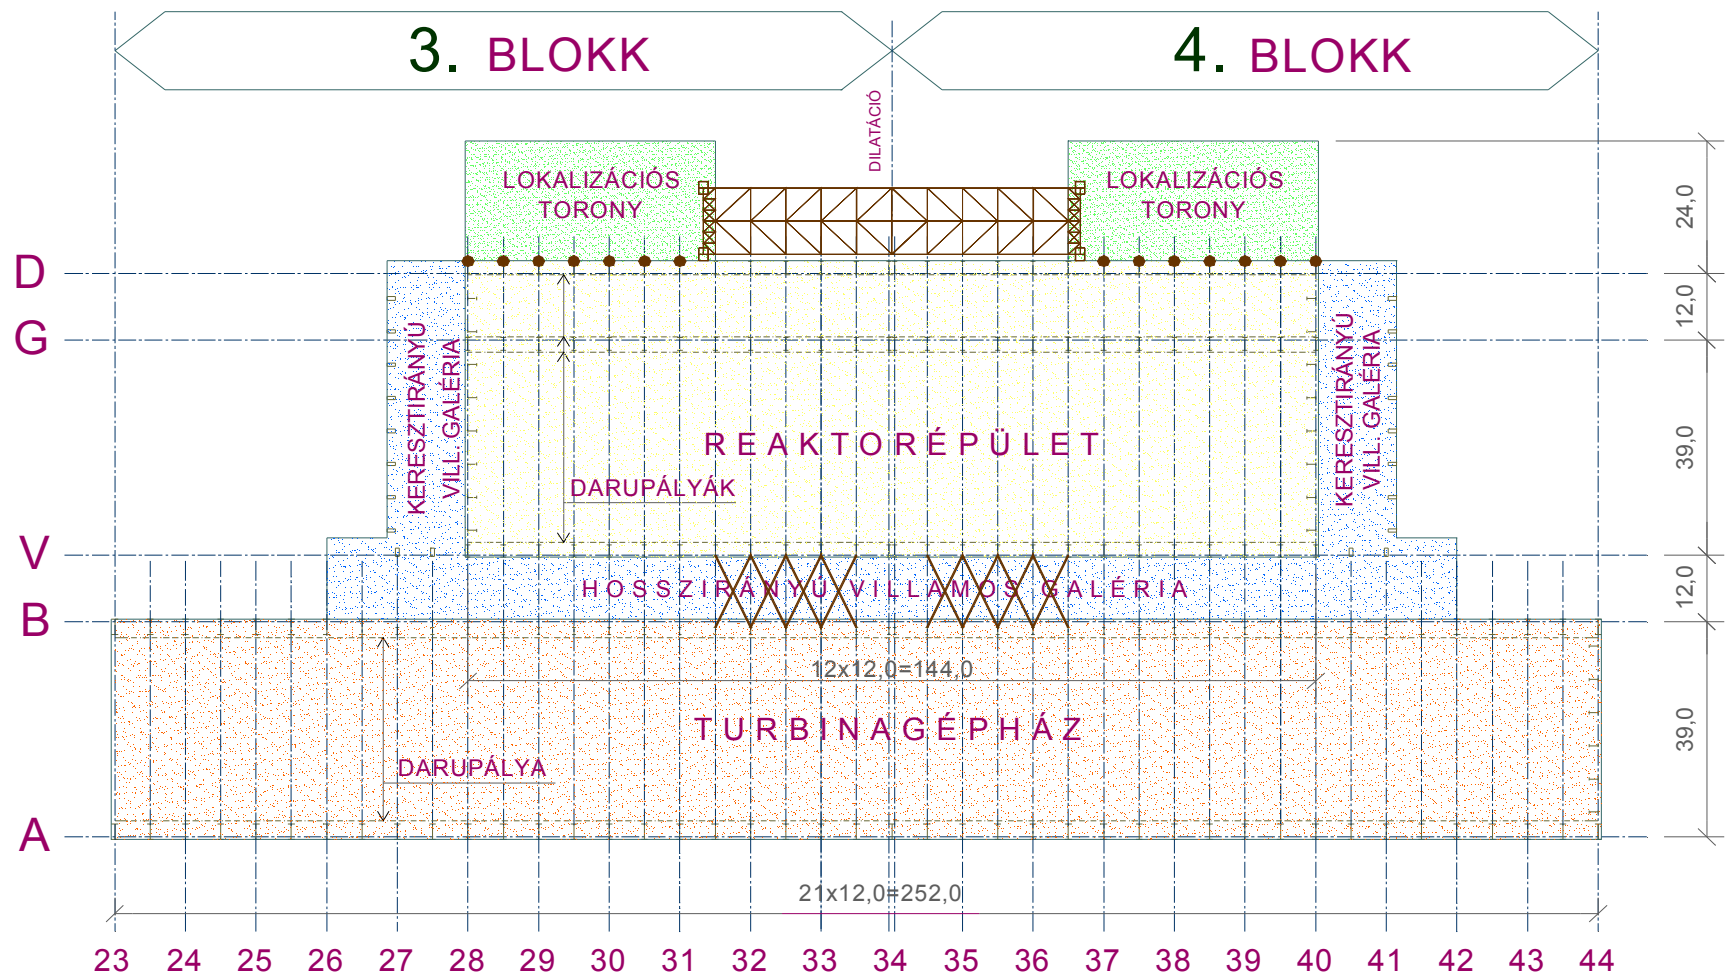 3. BLOKK
4. BLOKK
DILATÁCIÓ
LOKALIZÁCIÓS
TORONY
LOKALIZÁCIÓS
TORONY
24,0
D
12,0
G
KERESZTIRÁNYÚ
VILL. GALÉRIA
KERESZTIRÁNYÚ
VILL. GALÉRIA
REAKTORÉPÜLET
39,0
DARUPÁLYÁK
V
HOSSZIRÁNYÚ VILLAMOS GALÉRIA
12,0
B
12x12,0=144,0
TURBINAGÉPHÁZ
39,0
DARUPÁLYA
A
21x12,0=252,0
23 24 25 26 27 28 29 30 31 32 33 34 35 36 37 38 39 40 41 42 43 44